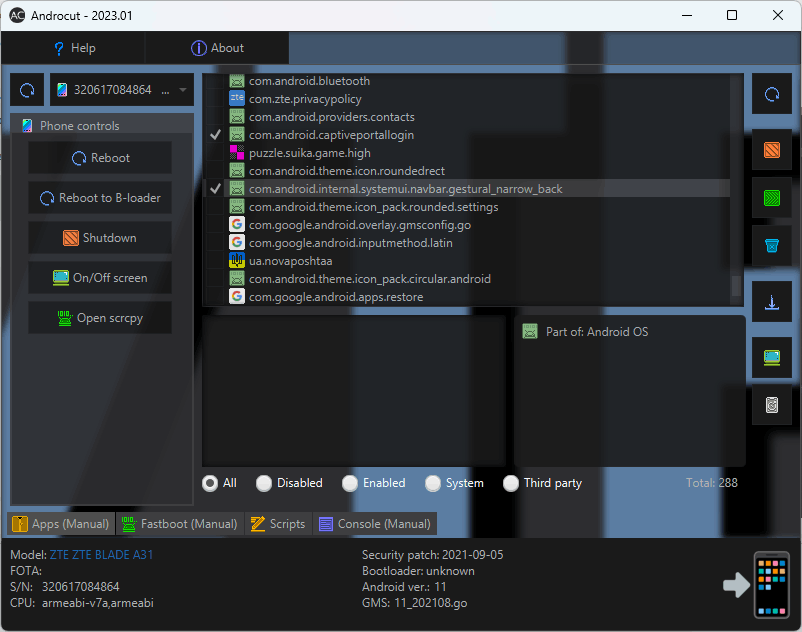 AC Androcut - 2023.01
? Help
i About
320617084864 ...
Phone controls
Reboot
Reboot to B-loader
Shutdown
On/Off screen
Open scrcpy
com.android.bluetooth
zte com.zte.privacypolicy
com.android.providers.contacts
com.android.captiveportallogin
puzzle.suika.game.high
com.android.theme.icon.roundedrect
com.android.internal.systemui.navbar.gestural_narrow_back
com.android.theme.icon_pack.rounded.settings
G com.google.android.overlay.gmsconfig.go
G com.google.android.inputmethod.latin
ua.novaposhtaa
com.android.theme.icon_pack.circular.android
G com.google.android.apps.restore
Part of: Android OS
All
Disabled
Enabled
System
Third party
Total: 288
Apps (Manual)
Fastboot (Manual)
Scripts
Console (Manual)
Model: ZTE ZTE BLADE A31
FOTA:
S/N: 320617084864
CPU: armeabi-v7a,armeabi
Security patch: 2021-09-05
Bootloader: unknown
Android ver.: 11
GMS: 11_202108.go